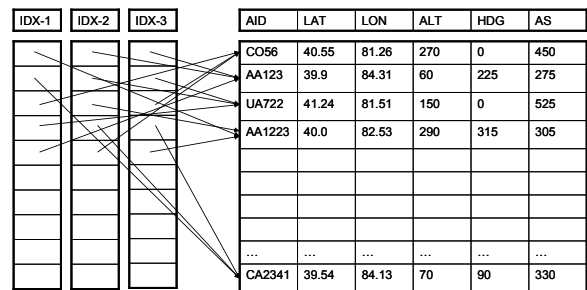 IDX-1 IDX-2 IDX-3 AID LAT LON ALT HDG AS
CO56 40.55 81.26 270 0 450
AA123 39.9 84.31 60 225 275
UA722 41.24 81.51 150 0 525
AA1223 40.0 82.53 290 315 305
... ... ... ... ... ...
CA2341 39.54 84.13 70 90 330